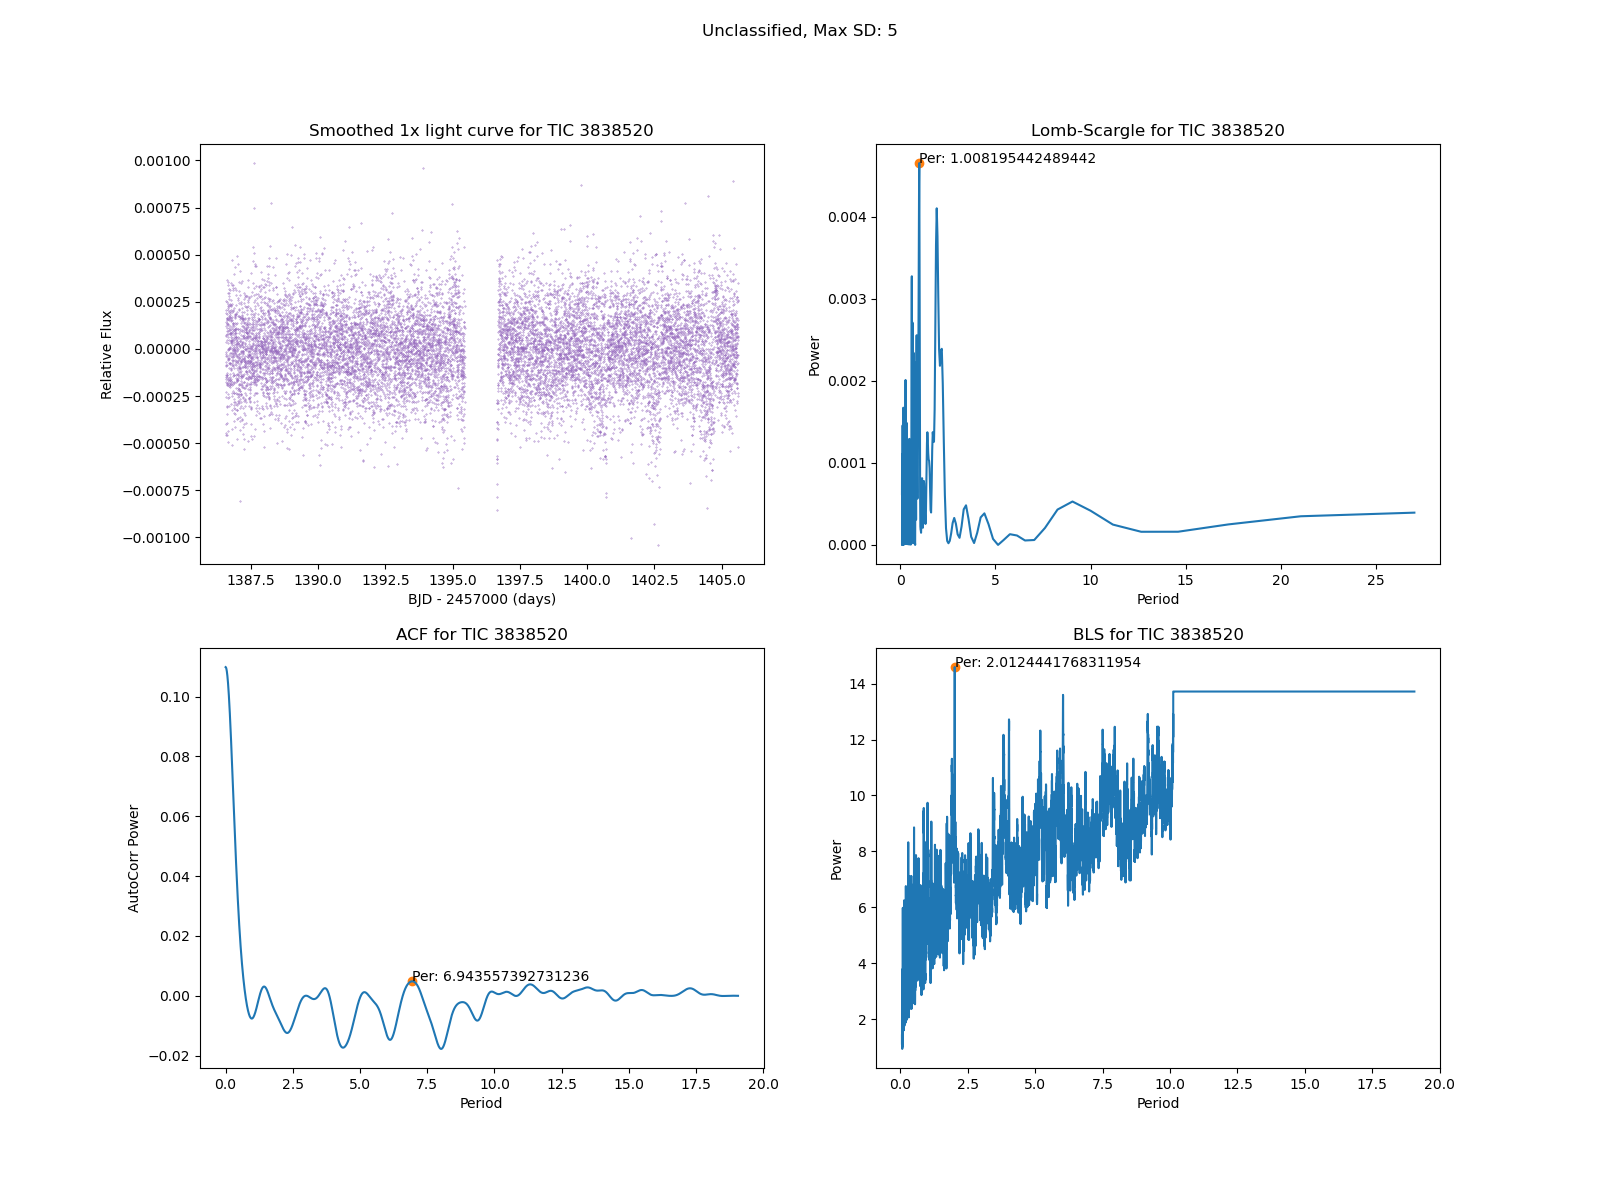 Unclassified, Max SD: 5
Smoothed 1x light curve for TIC 3838520
0.00100
0.00075
0.00050
0.00025
0.00000
−0.00025
−0.00050
−0.00075
−0.00100
Relative Flux
1387.5 1390.0 1392.5 1395.0 1397.5 1400.0 1402.5 1405.0
BJD - 2457000 (days)
Lomb-Scargle for TIC 3838520
Per: 1.008195442489442
0.004
0.003
0.002
0.001
0.000
Power
0 5 10 15 20 25
Period
ACF for TIC 3838520
Per: 6.943557392731236
0.10
0.08
0.06
0.04
0.02
0.00
−0.02
AutoCorr Power
0.0 2.5 5.0 7.5 10.0 12.5 15.0 17.5 20.0
Period
BLS for TIC 3838520
Per: 2.0124441768311954
14
12
10
8
6
4
2
Power
0.0 2.5 5.0 7.5 10.0 12.5 15.0 17.5 20.0
Period